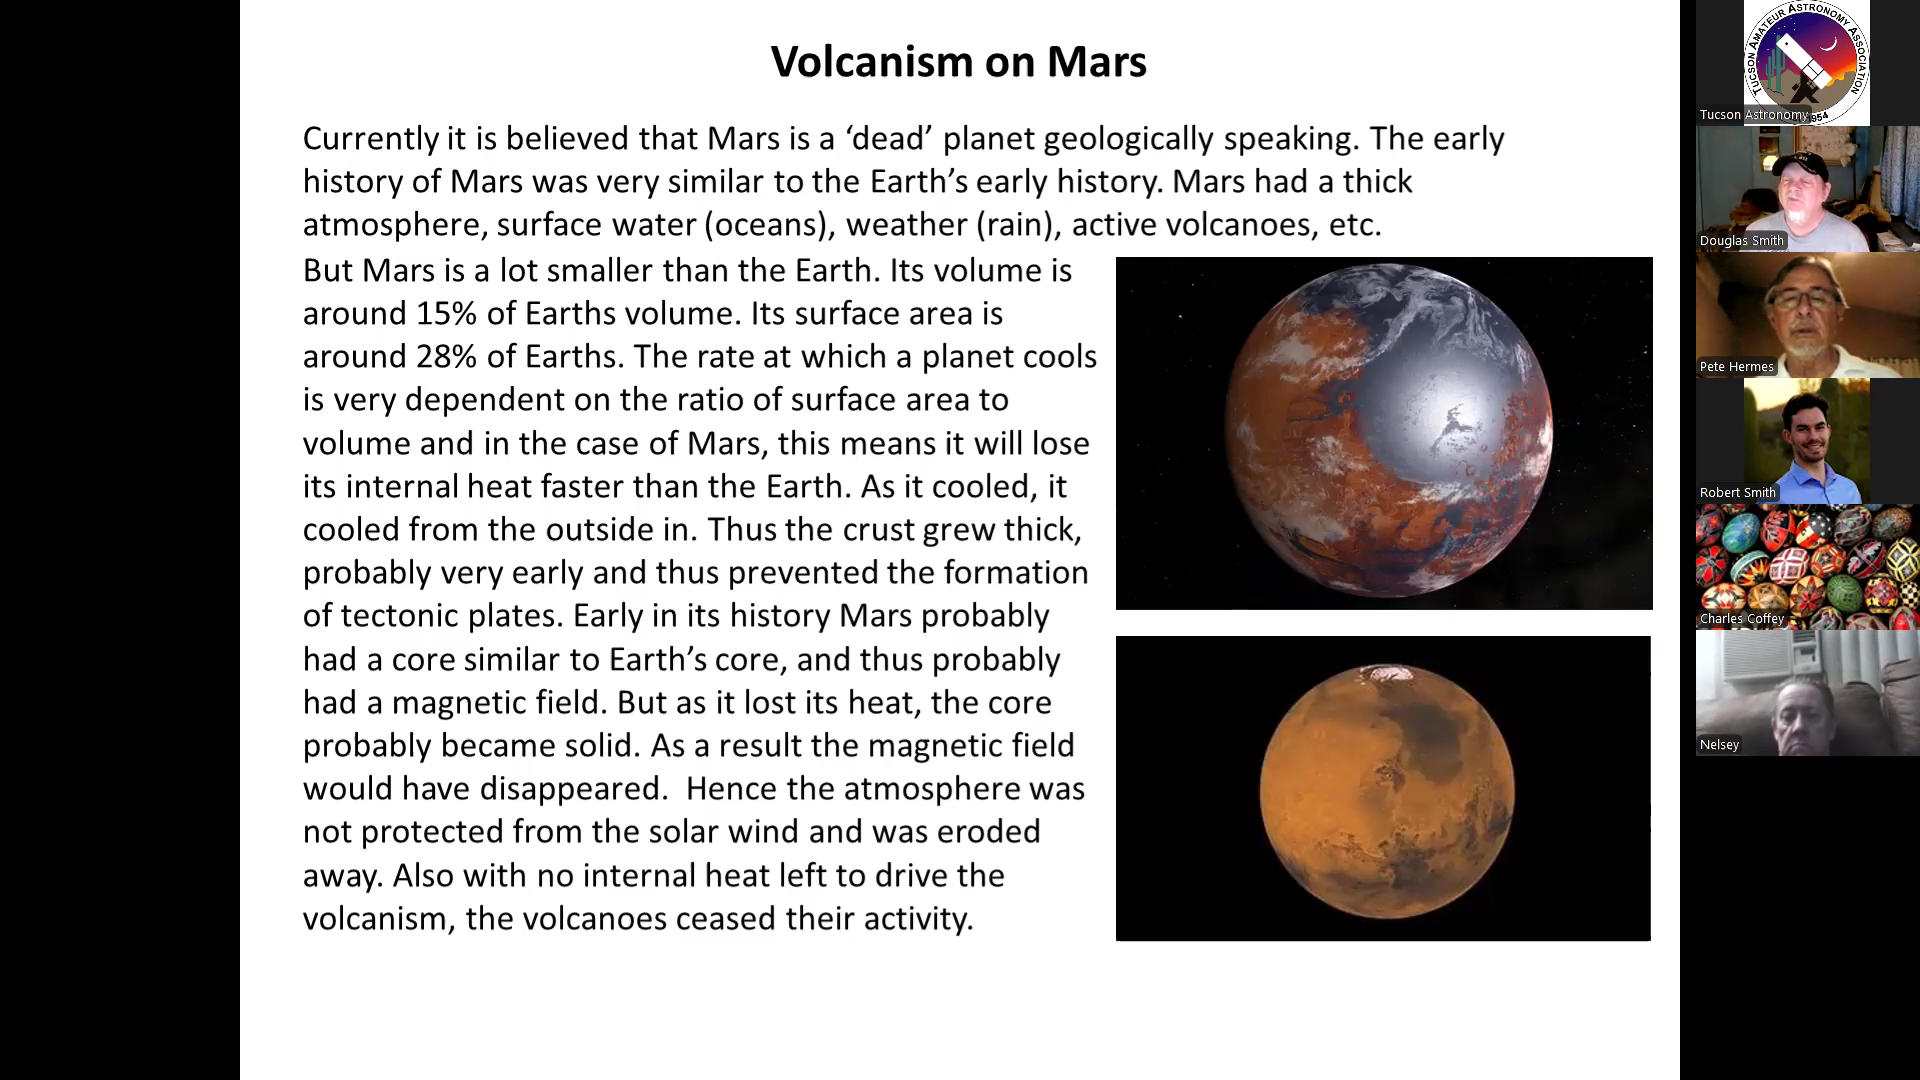 Volcanism on Mars
Currently it is believed that Mars is a ‘dead’ planet geologically speaking. The early
history of Mars was very similar to the Earth’s early history. Mars had a thick
atmosphere, surface water (oceans), weather (rain), active volcanoes, etc.
But Mars is a lot smaller than the Earth. Its volume is
around 15% of Earths volume. Its surface area is
around 28% of Earths. The rate at which a planet cools
is very dependent on the ratio of surface area to
volume and in the case of Mars, this means it will lose
its internal heat faster than the Earth. As it cooled, it
cooled from the outside in. Thus the crust grew thick,
probably very early and thus prevented the formation
of tectonic plates. Early in its history Mars probably
had a core similar to Earth’s core, and thus probably
had a magnetic field. But as it lost its heat, the core
probably became solid. As a result the magnetic field
would have disappeared.  Hence the atmosphere was
not protected from the solar wind and was eroded
away. Also with no internal heat left to drive the
volcanism, the volcanoes ceased their activity.
TUCSON AMATEUR ASTRONOMY ASSOCIATION
Tucson Astronomy
Douglas Smith
Pete Hermes
Robert Smith
Charles Coffey
Nelsey